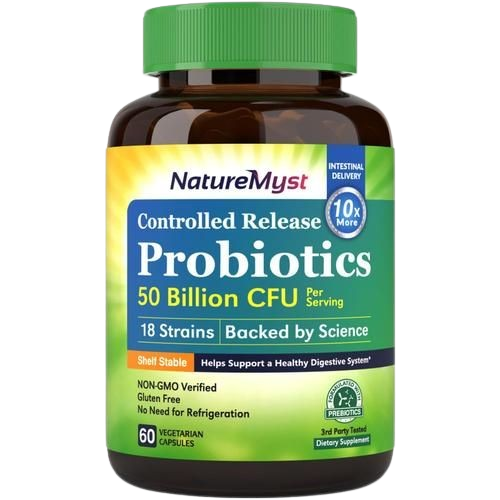 NatureMyst
INTESTINAL
DELIVERY
10x
More
Controlled Release
Probiotics
50 Billion CFU Per
Serving
18 Strains | Backed by Science
Shelf Stable
Helps Support a Healthy Digestive System*
NON-GMO Verified
Gluten Free
No Need for Refrigeration
FORMULATED WITH
PREBIOTICS
60 VEGETARIAN
CAPSULES
3rd Party Tested
Dietary Supplement